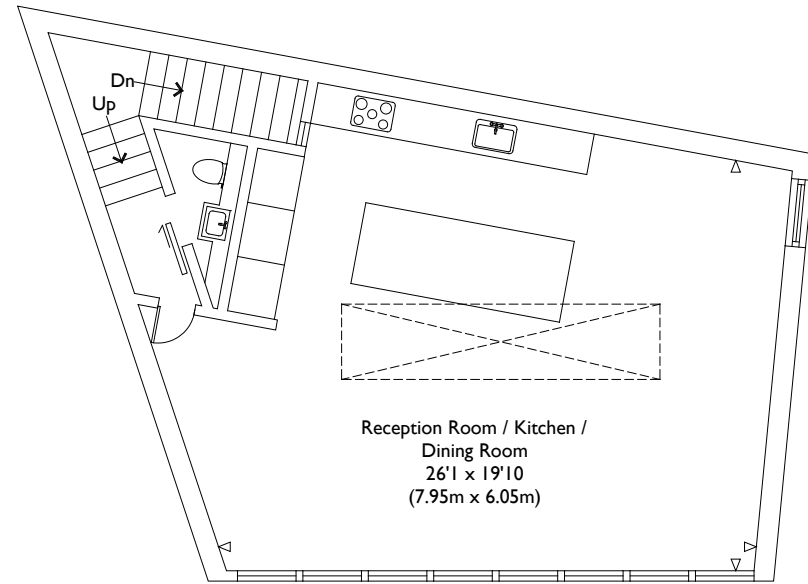 Dn
Up
Reception Room / Kitchen /
Dining Room
26'1 x 19'10
(7.95m x 6.05m)